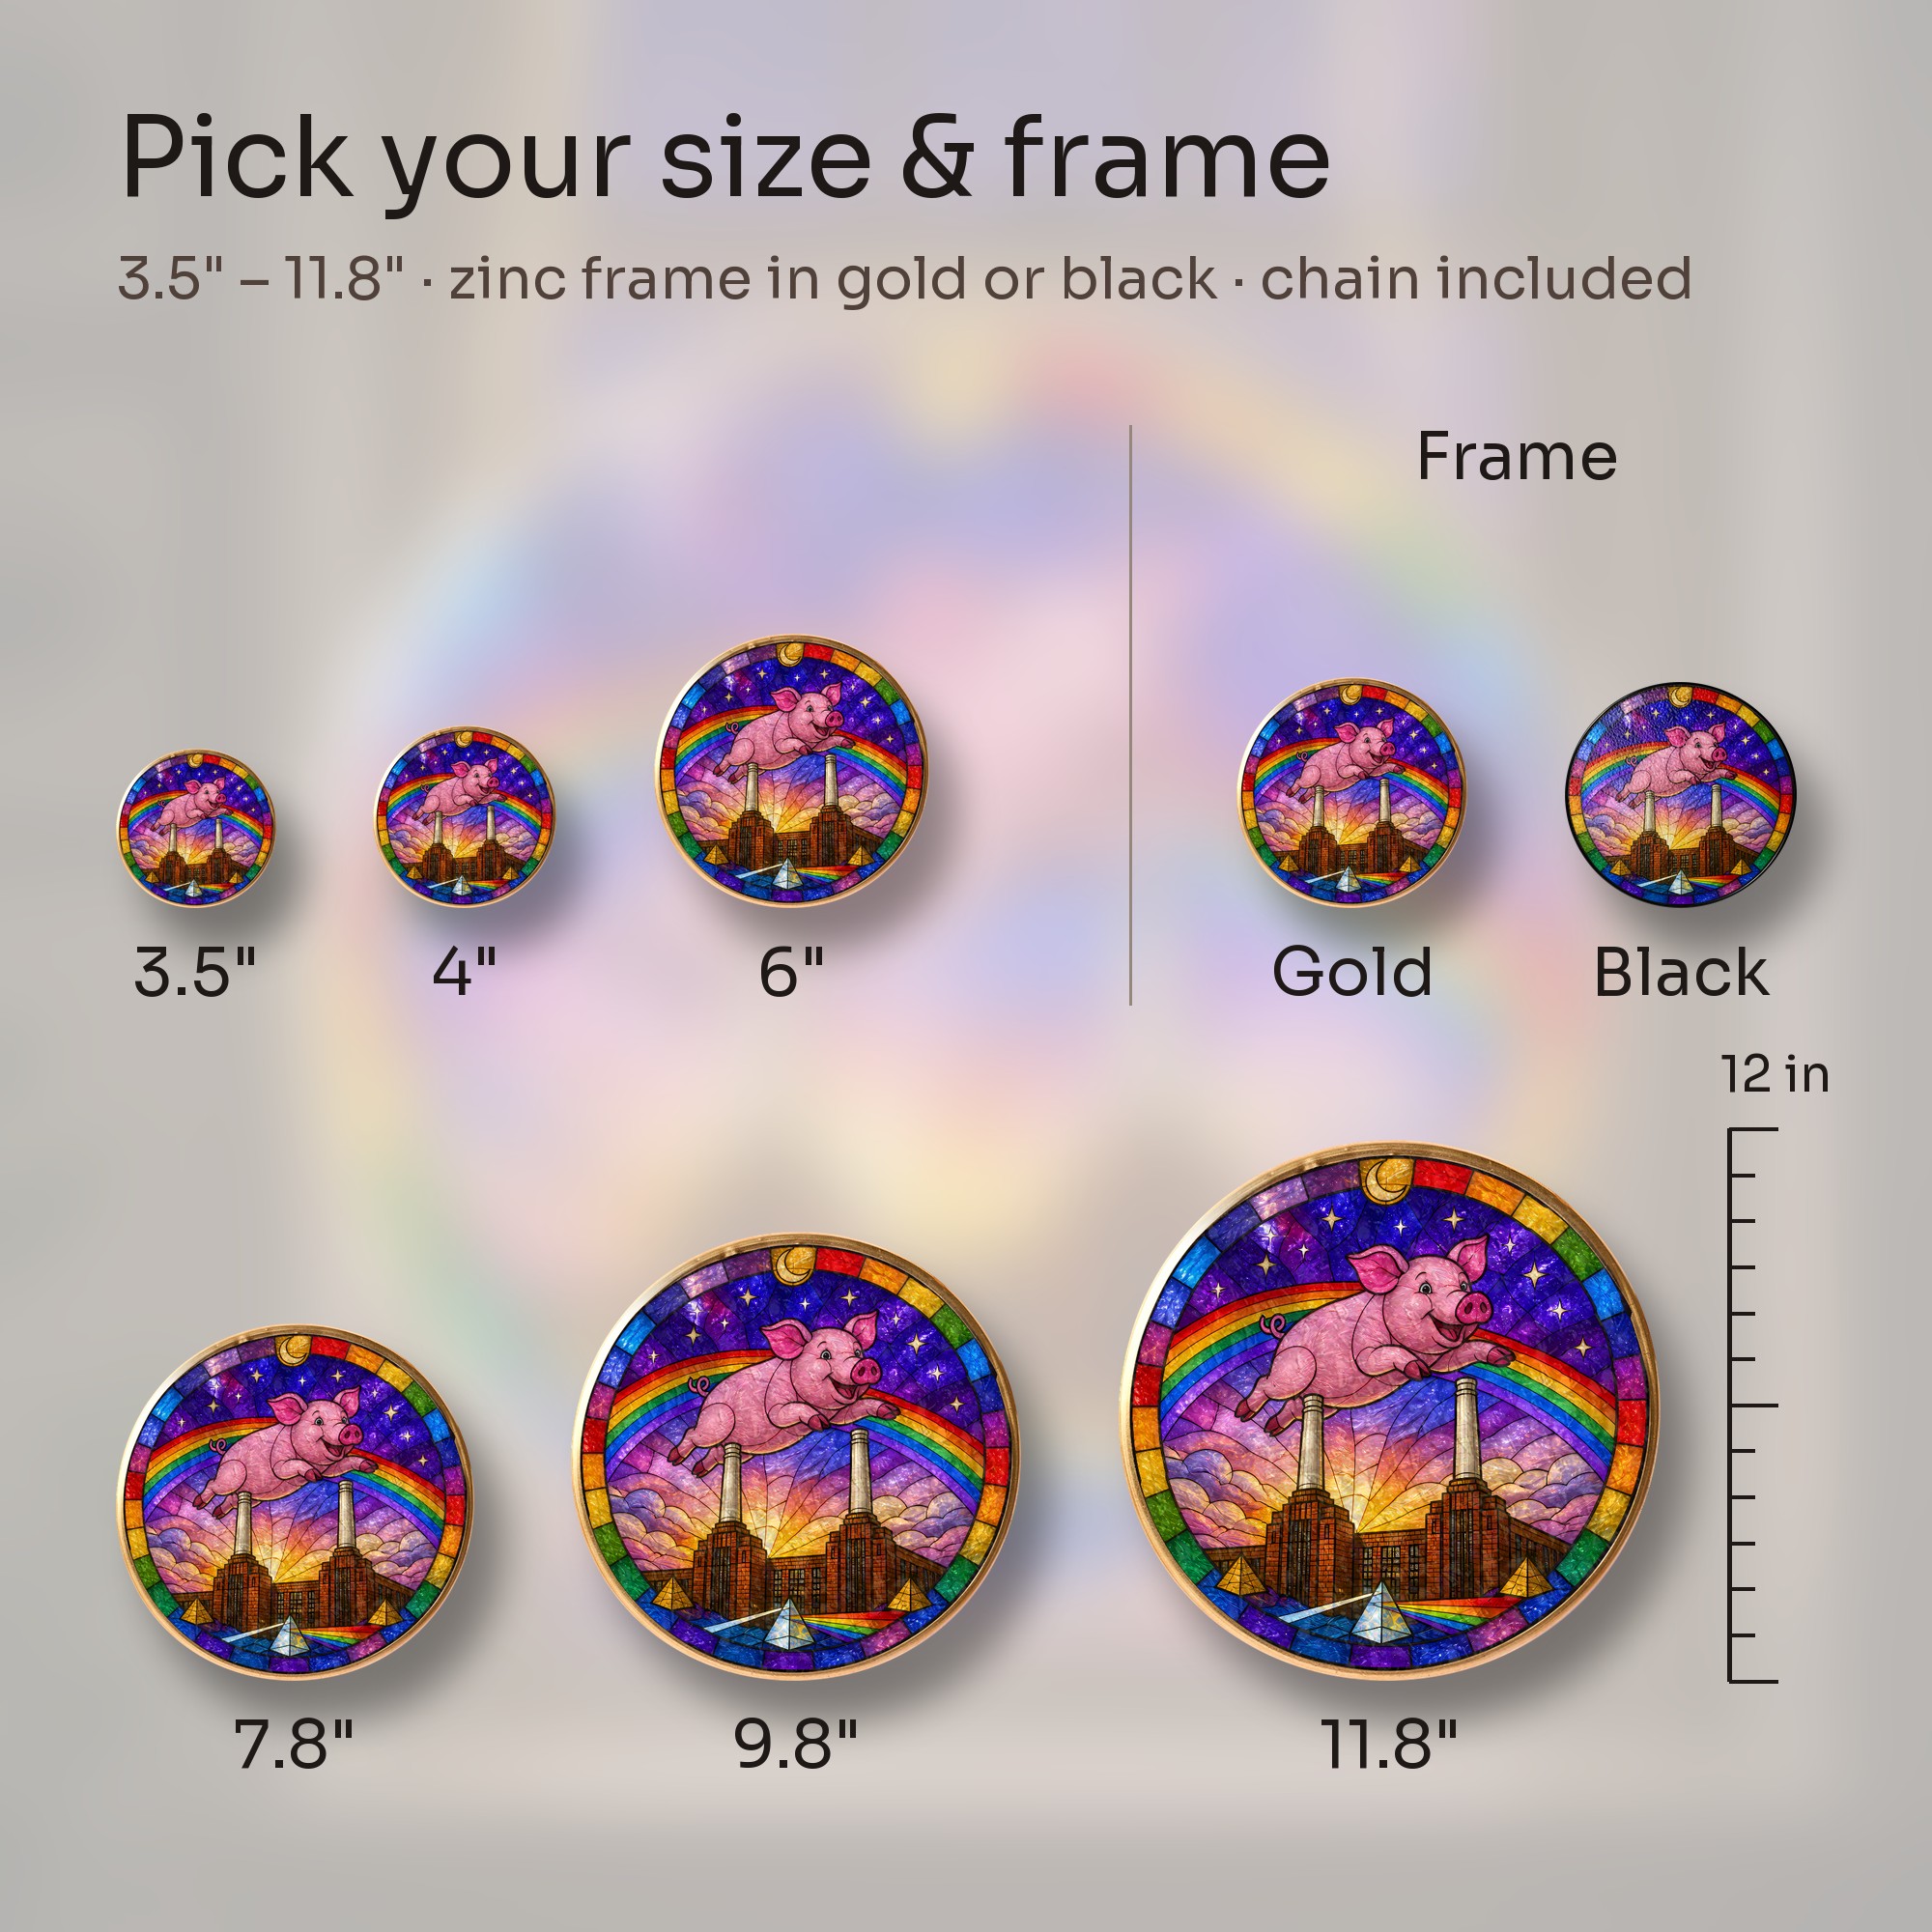 Pick your size & frame
3.5" – 11.8" · zinc frame in gold or black · chain included
Frame
3.5"
4"
6"
Gold
Black
12 in
7.8"
9.8"
11.8"